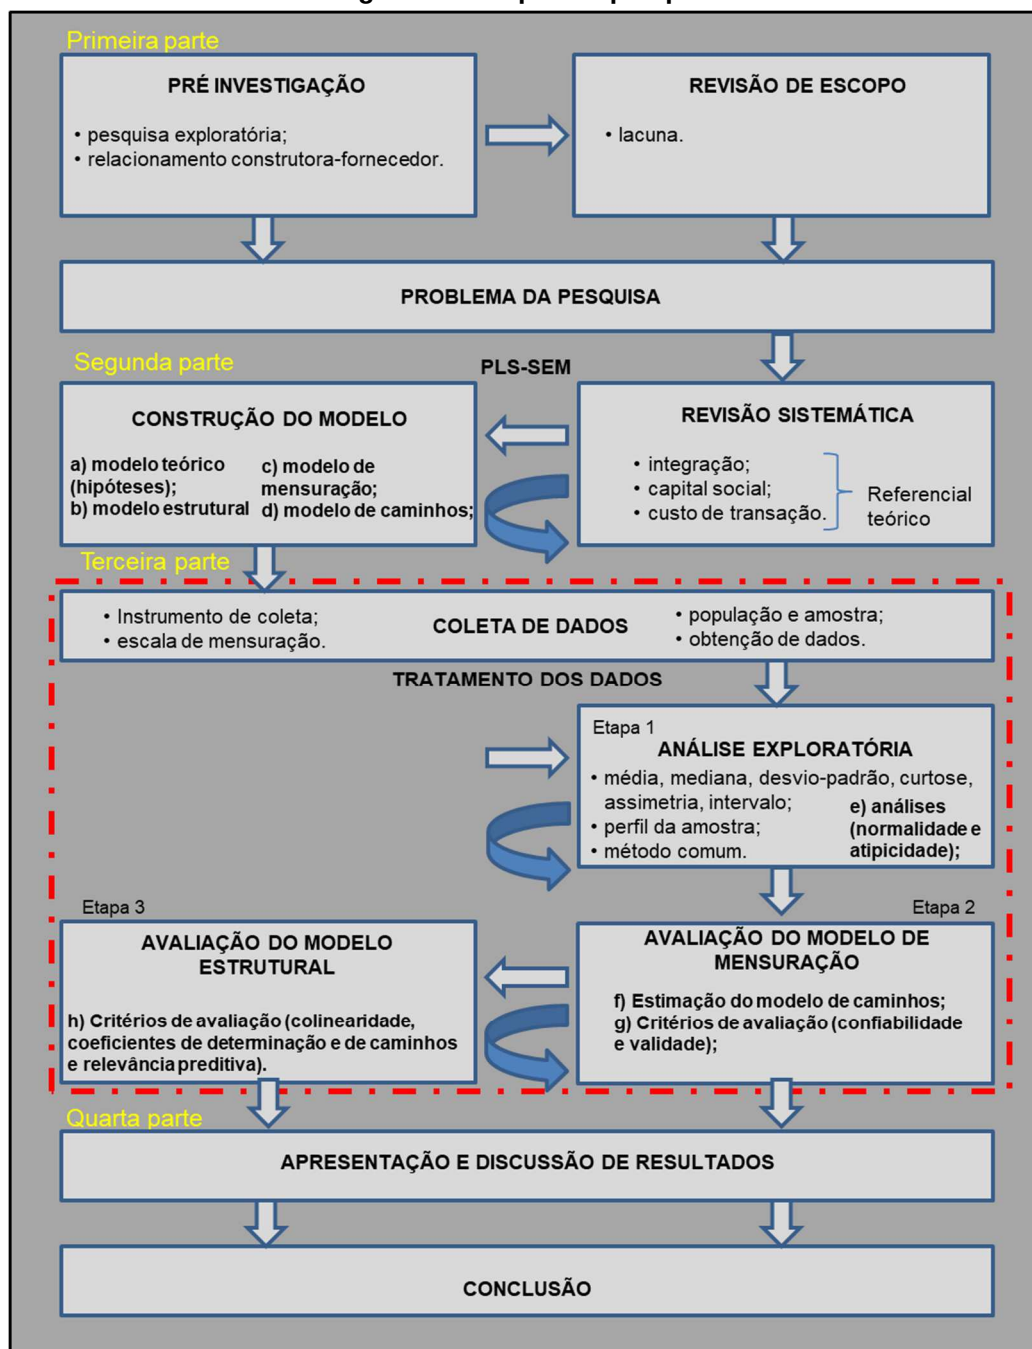 Primeira parte
PRÉ INVESTIGAÇÃO
• pesquisa exploratória;
• relacionamento construtora-fornecedor.
REVISÃO DE ESCOPO
• lacuna.
PROBLEMA DA PESQUISA
Segunda parte
PLS-SEM
CONSTRUÇÃO DO MODELO
a) modelo teórico
(hipóteses);
b) modelo estrutural
c) modelo de
mensuração;
d) modelo de caminhos;
REVISÃO SISTEMÁTICA
• integração;
• capital social;
• custo de transação.
Referencial
teórico
Terceira parte
• Instrumento de coleta;
• escala de mensuração.
COLETA DE DADOS
• população e amostra;
• obtenção de dados.
TRATAMENTO DOS DADOS
Etapa 1
ANÁLISE EXPLORATÓRIA
• média, mediana, desvio-padrão, curtose,
assimetria, intervalo;
• perfil da amostra;
• método comum.
e) análises
(normalidade e
atipicidade);
Etapa 3
AVALIAÇÃO DO MODELO
ESTRUTURAL
h) Critérios de avaliação (colinearidade,
coeficientes de determinação e de caminhos
e relevância preditiva).
Etapa 2
AVALIAÇÃO DO MODELO DE
MENSURAÇÃO
f) Estimação do modelo de caminhos;
g) Critérios de avaliação (confiabilidade
e validade);
Quarta parte
APRESENTAÇÃO E DISCUSSÃO DE RESULTADOS
CONCLUSÃO